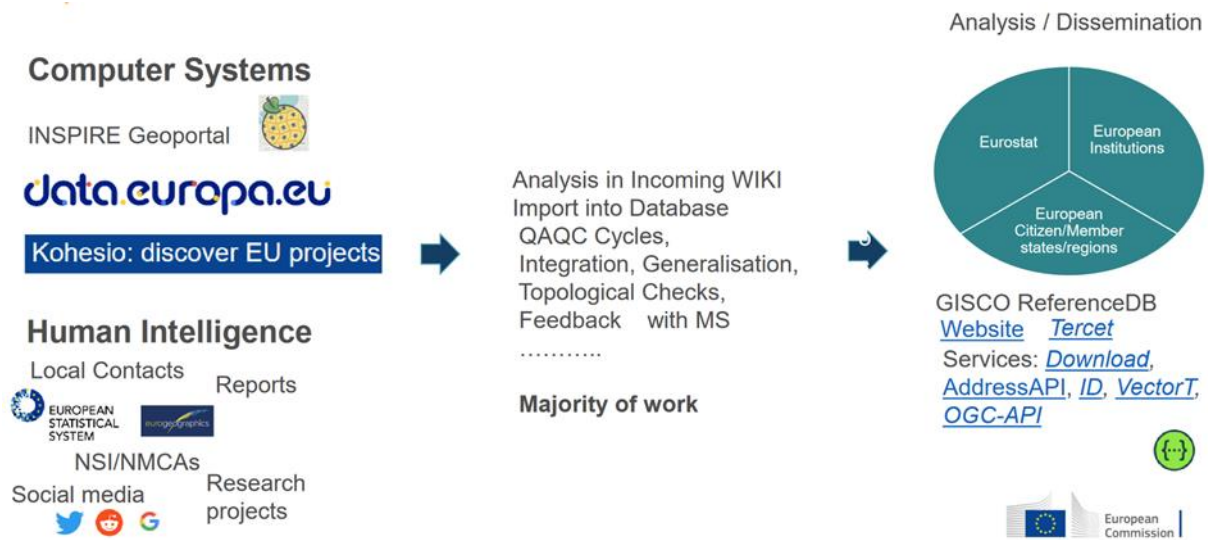 Computer Systems
INSPIRE Geoportal
data.europa.eu
Kohesio: discover EU projects
Human Intelligence
Local Contacts
Reports
EUROPEAN
STATISTICAL
SYSTEM
eurogeographics
NSI/NMCAs
Social media
Research
projects
Analysis in Incoming WIKI
Import into Database
QAQC Cycles,
Integration, Generalisation,
Topological Checks,
Feedback with MS
………..
Majority of work
Analysis / Dissemination
Eurostat
European
Institutions
European
Citizen/Member
states/regions
GISCO ReferenceDB
Website Tercet
Services: Download,
AddressAPI, ID, VectorT,
OGC-API
{...}
European
Commission